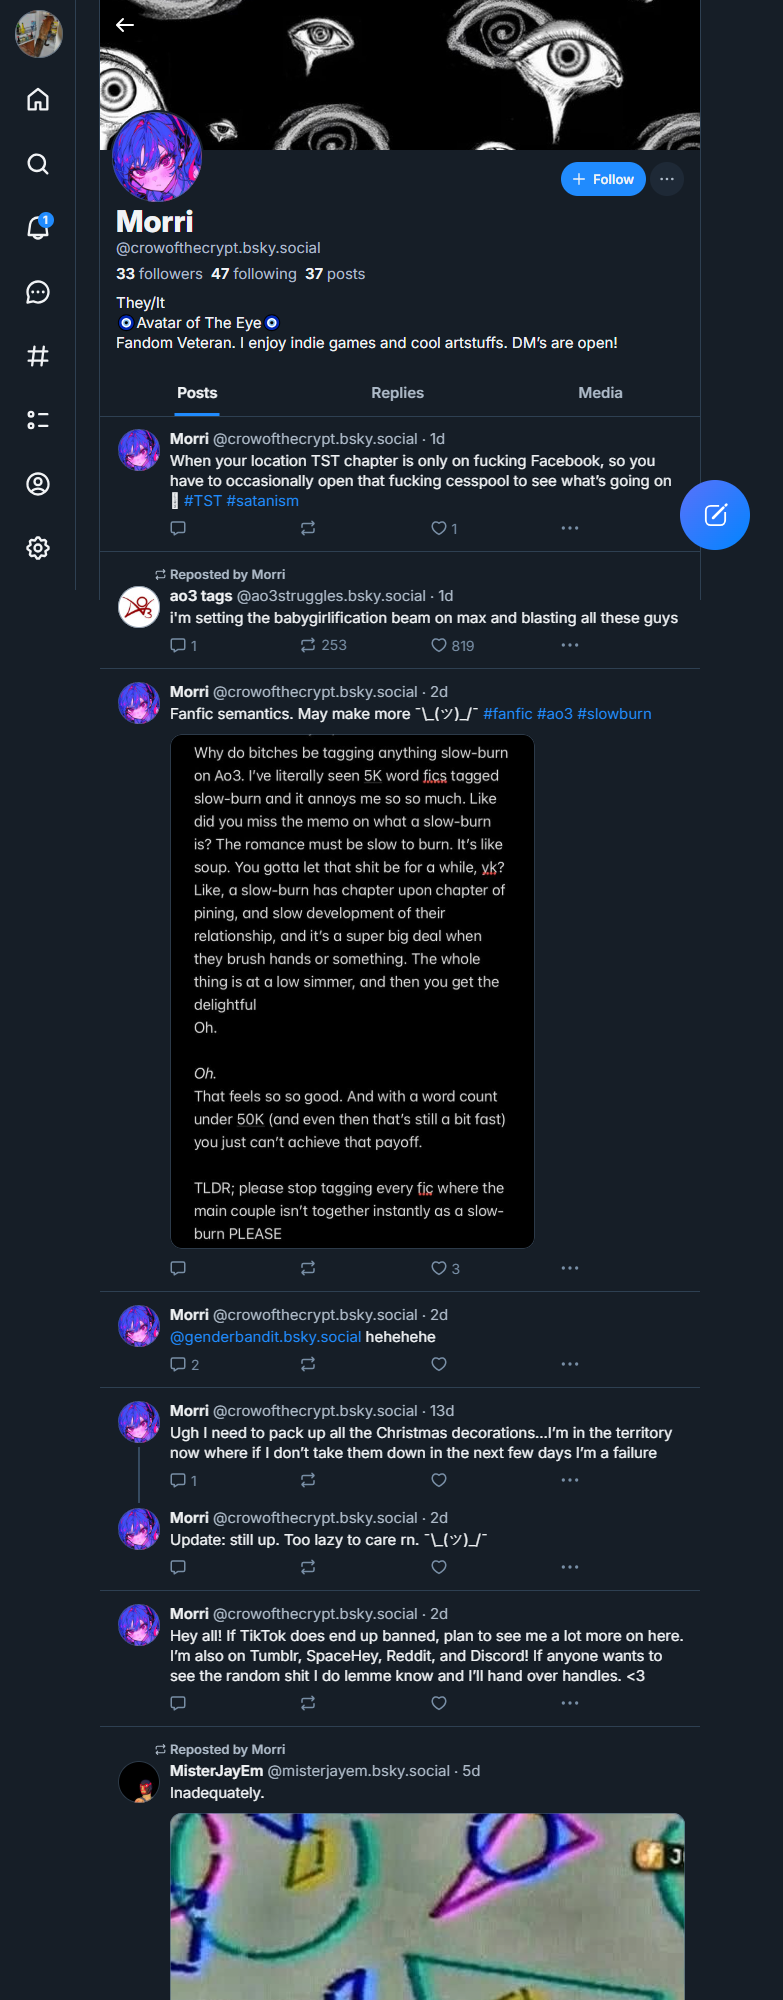 + Follow
Morri
@crowofthecrypt.bsky.social
33 followers 47 following 37 posts
They/It
🧿Avatar of The Eye🧿
Fandom Veteran. I enjoy indie games and cool artstuffs. DM's are open!
1
Posts Replies Media
Morri @crowofthecrypt.bsky.social · 1d
When your location TST chapter is only on fucking Facebook, so you
have to occasionally open that fucking cesspool to see what's going on
#TST #satanism
1
Reposted by Morri
ao3 tags @ao3struggles.bsky.social · 1d
i'm setting the babygirlification beam on max and blasting all these guys
1 253 819
Morri @crowofthecrypt.bsky.social · 2d
Fanfic semantics. May make more ¯\_(ツ)_/¯ #fanfic #ao3 #slowburn
Why do bitches be tagging anything slow-burn
on Ao3. I've literally seen 5K word fics tagged
slow-burn and it annoys me so so much. Like
did you miss the memo on what a slow-burn
is? The romance must be slow to burn. It's like
soup. You gotta let that shit be for a while, yk?
Like, a slow-burn has chapter upon chapter of
pining, and slow development of their
relationship, and it's a super big deal when
they brush hands or something. The whole
thing is at a low simmer, and then you get the
delightful
Oh.
Oh.
That feels so so good. And with a word count
under 50K (and even then that's still a bit fast)
you just can't achieve that payoff.
TLDR; please stop tagging every fic where the
main couple isn't together instantly as a slow-
burn PLEASE
3
Morri @crowofthecrypt.bsky.social · 2d
@genderbandit.bsky.social hehehehe
2
Morri @crowofthecrypt.bsky.social · 13d
Ugh I need to pack up all the Christmas decorations...I'm in the territory
now where if I don't take them down in the next few days I'm a failure
1
Morri @crowofthecrypt.bsky.social · 2d
Update: still up. Too lazy to care rn. ¯\_(ツ)_/¯
Morri @crowofthecrypt.bsky.social · 2d
Hey all! If TikTok does end up banned, plan to see me a lot more on here.
I'm also on Tumblr, SpaceHey, Reddit, and Discord! If anyone wants to
see the random shit I do lemme know and I'll hand over handles. <3
Reposted by Morri
MisterJayEm @misterjayem.bsky.social · 5d
Inadequately.